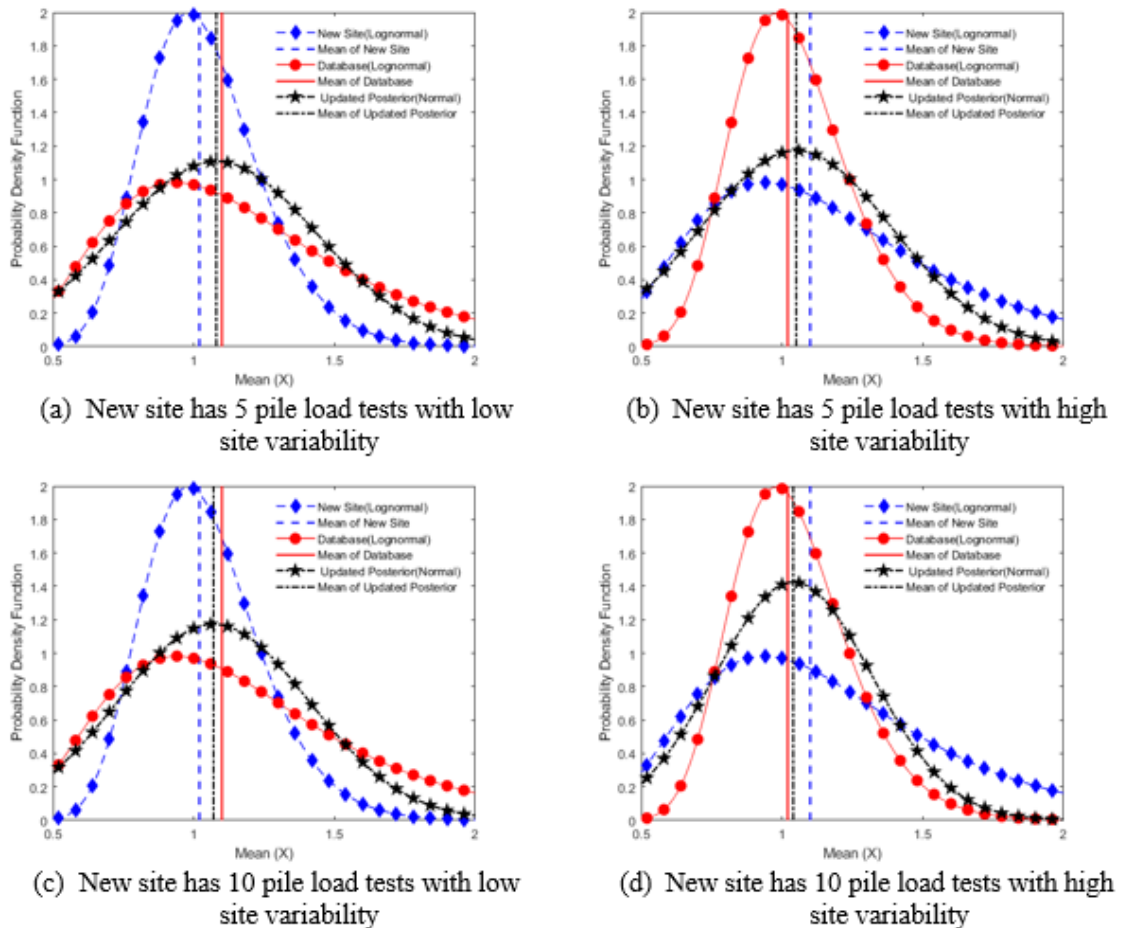 2
1.8
1.6
1.4
1.2
1
0.8
0.6
0.4
0.2
0
Probability Density Function
New Site(Lognormal)
Mean of New Site
Database(Lognormal)
Mean of Database
Updated Posterior(Normal)
Mean of Updated Posterior
0.5 1 1.5 2
Mean (X)
(a) New site has 5 pile load tests with low
site variability
2
1.8
1.6
1.4
1.2
1
0.8
0.6
0.4
0.2
0
Probability Density Function
New Site(Lognormal)
Mean of New Site
Database(Lognormal)
Mean of Database
Updated Posterior(Normal)
Mean of Updated Posterior
0.5 1 1.5 2
Mean (X)
(b) New site has 5 pile load tests with high
site variability
2
1.8
1.6
1.4
1.2
1
0.8
0.6
0.4
0.2
0
Probability Density Function
New Site(Lognormal)
Mean of New Site
Database(Lognormal)
Mean of Database
Updated Posterior(Normal)
Mean of Updated Posterior
0.5 1 1.5 2
Mean (X)
(c) New site has 10 pile load tests with low
site variability
2
1.8
1.6
1.4
1.2
1
0.8
0.6
0.4
0.2
0
Probability Density Function
New Site(Lognormal)
Mean of New Site
Database(Lognormal)
Mean of Database
Updated Posterior(Normal)
Mean of Updated Posterior
0.5 1 1.5 2
Mean (X)
(d) New site has 10 pile load tests with high
site variability